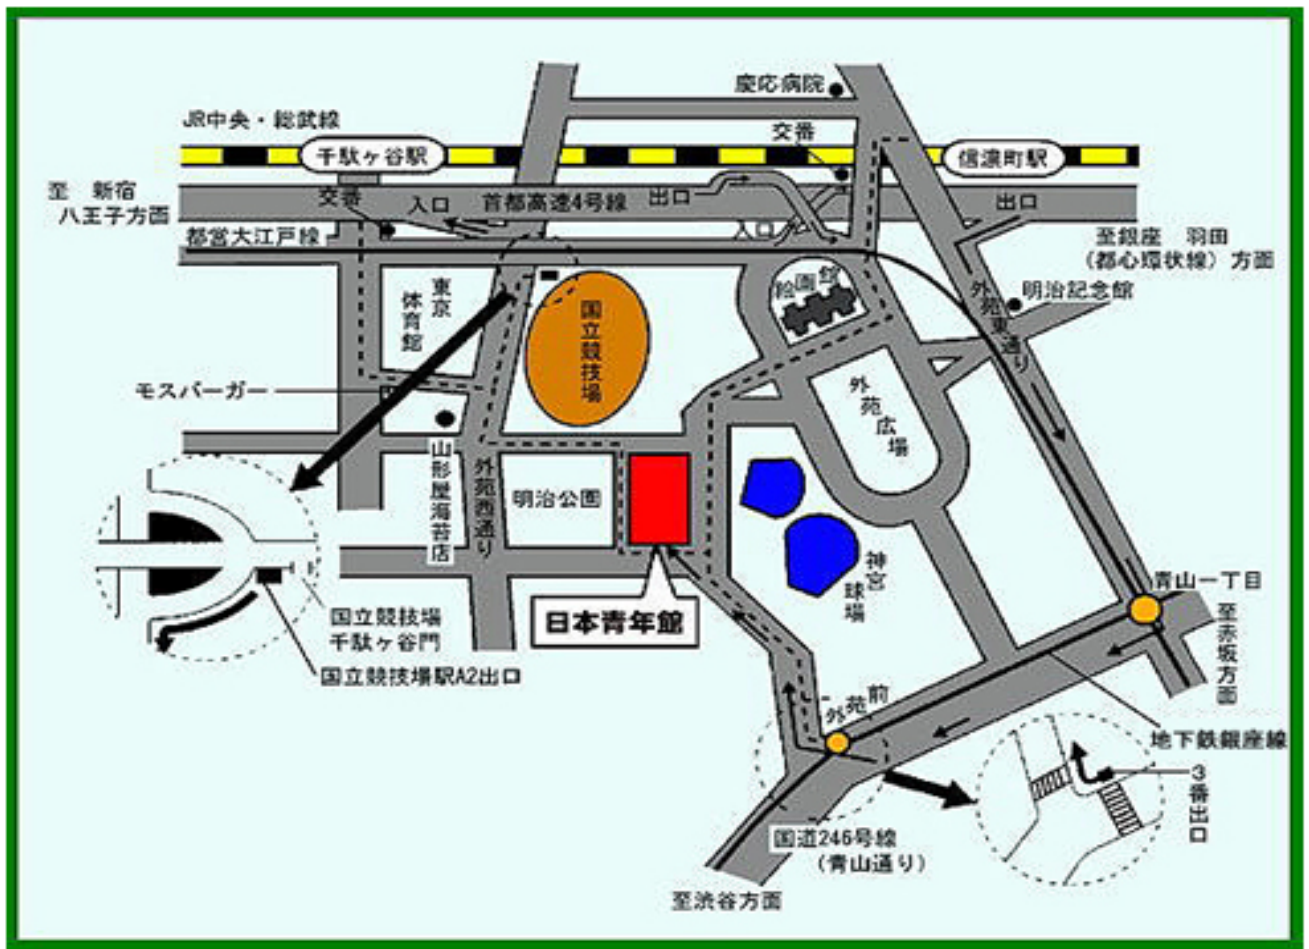 慶応病院
JR中央・総武線
交番
千駄ヶ谷駅
信濃町駅
至 新宿
八王子方面
交番
入口
首都高速4号線
出口
出口
都営大江戸線
入口
至銀座 羽田
(都心環状線)方面
絵画館
明治記念館
外苑東通り
東京
体育館
国立競技場
モスバーガー
外苑広場
山形屋海苔店
外苑西通り
明治公園
神宮
球場
青山一丁目
日本青年館
国立競技場
千駄ヶ谷門
至赤坂方面
国立競技場駅A2出口
外苑前
地下鉄銀座線
3番出口
国道246号線
(青山通り)
至渋谷方面